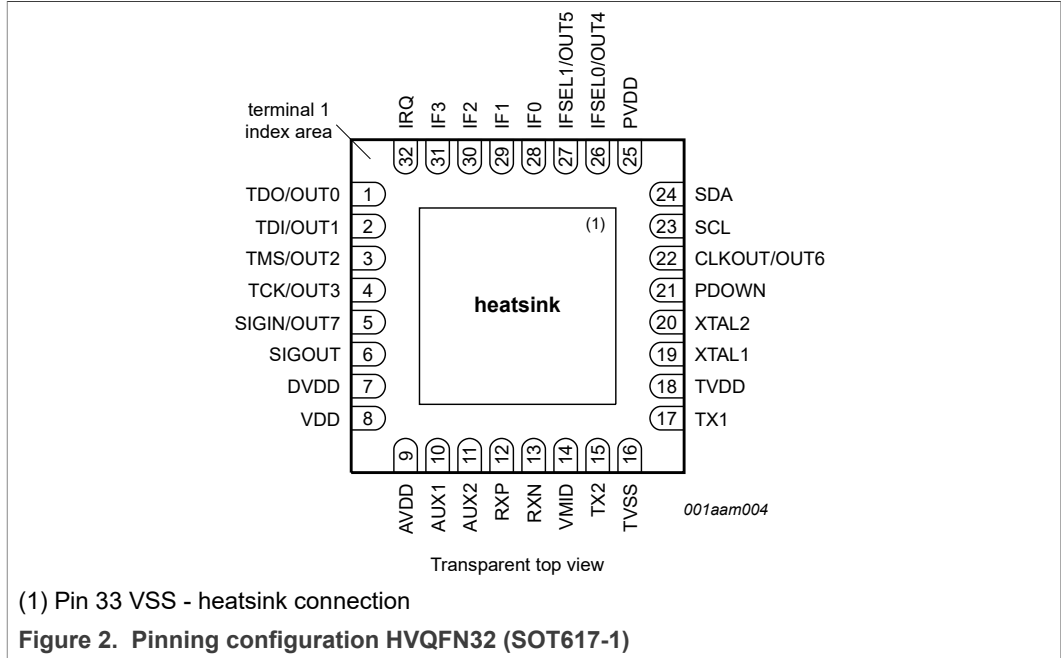 IRQ
IF3
IF2
IF1
IF0
IFSEL1/OUT5
IFSEL0/OUT4
PVDD
terminal 1
index area
32
31
30
29
28
27
26
25
TDO/OUT0 1
TDI/OUT1 2
TMS/OUT2 3
TCK/OUT3 4
SIGIN/OUT7 5
SIGOUT 6
DVDD 7
VDD 8
(1)
heatsink
24 SDA
23 SCL
22 CLKOUT/OUT6
21 PDOWN
20 XTAL2
19 XTAL1
18 TVDD
17 TX1
9
10
11
12
13
14
15
16
AVDD
AUX1
AUX2
RXP
RXN
VMID
TX2
TVSS
001aam004
Transparent top view
(1) Pin 33 VSS - heatsink connection
Figure 2. Pinning configuration HVQFN32 (SOT617-1)